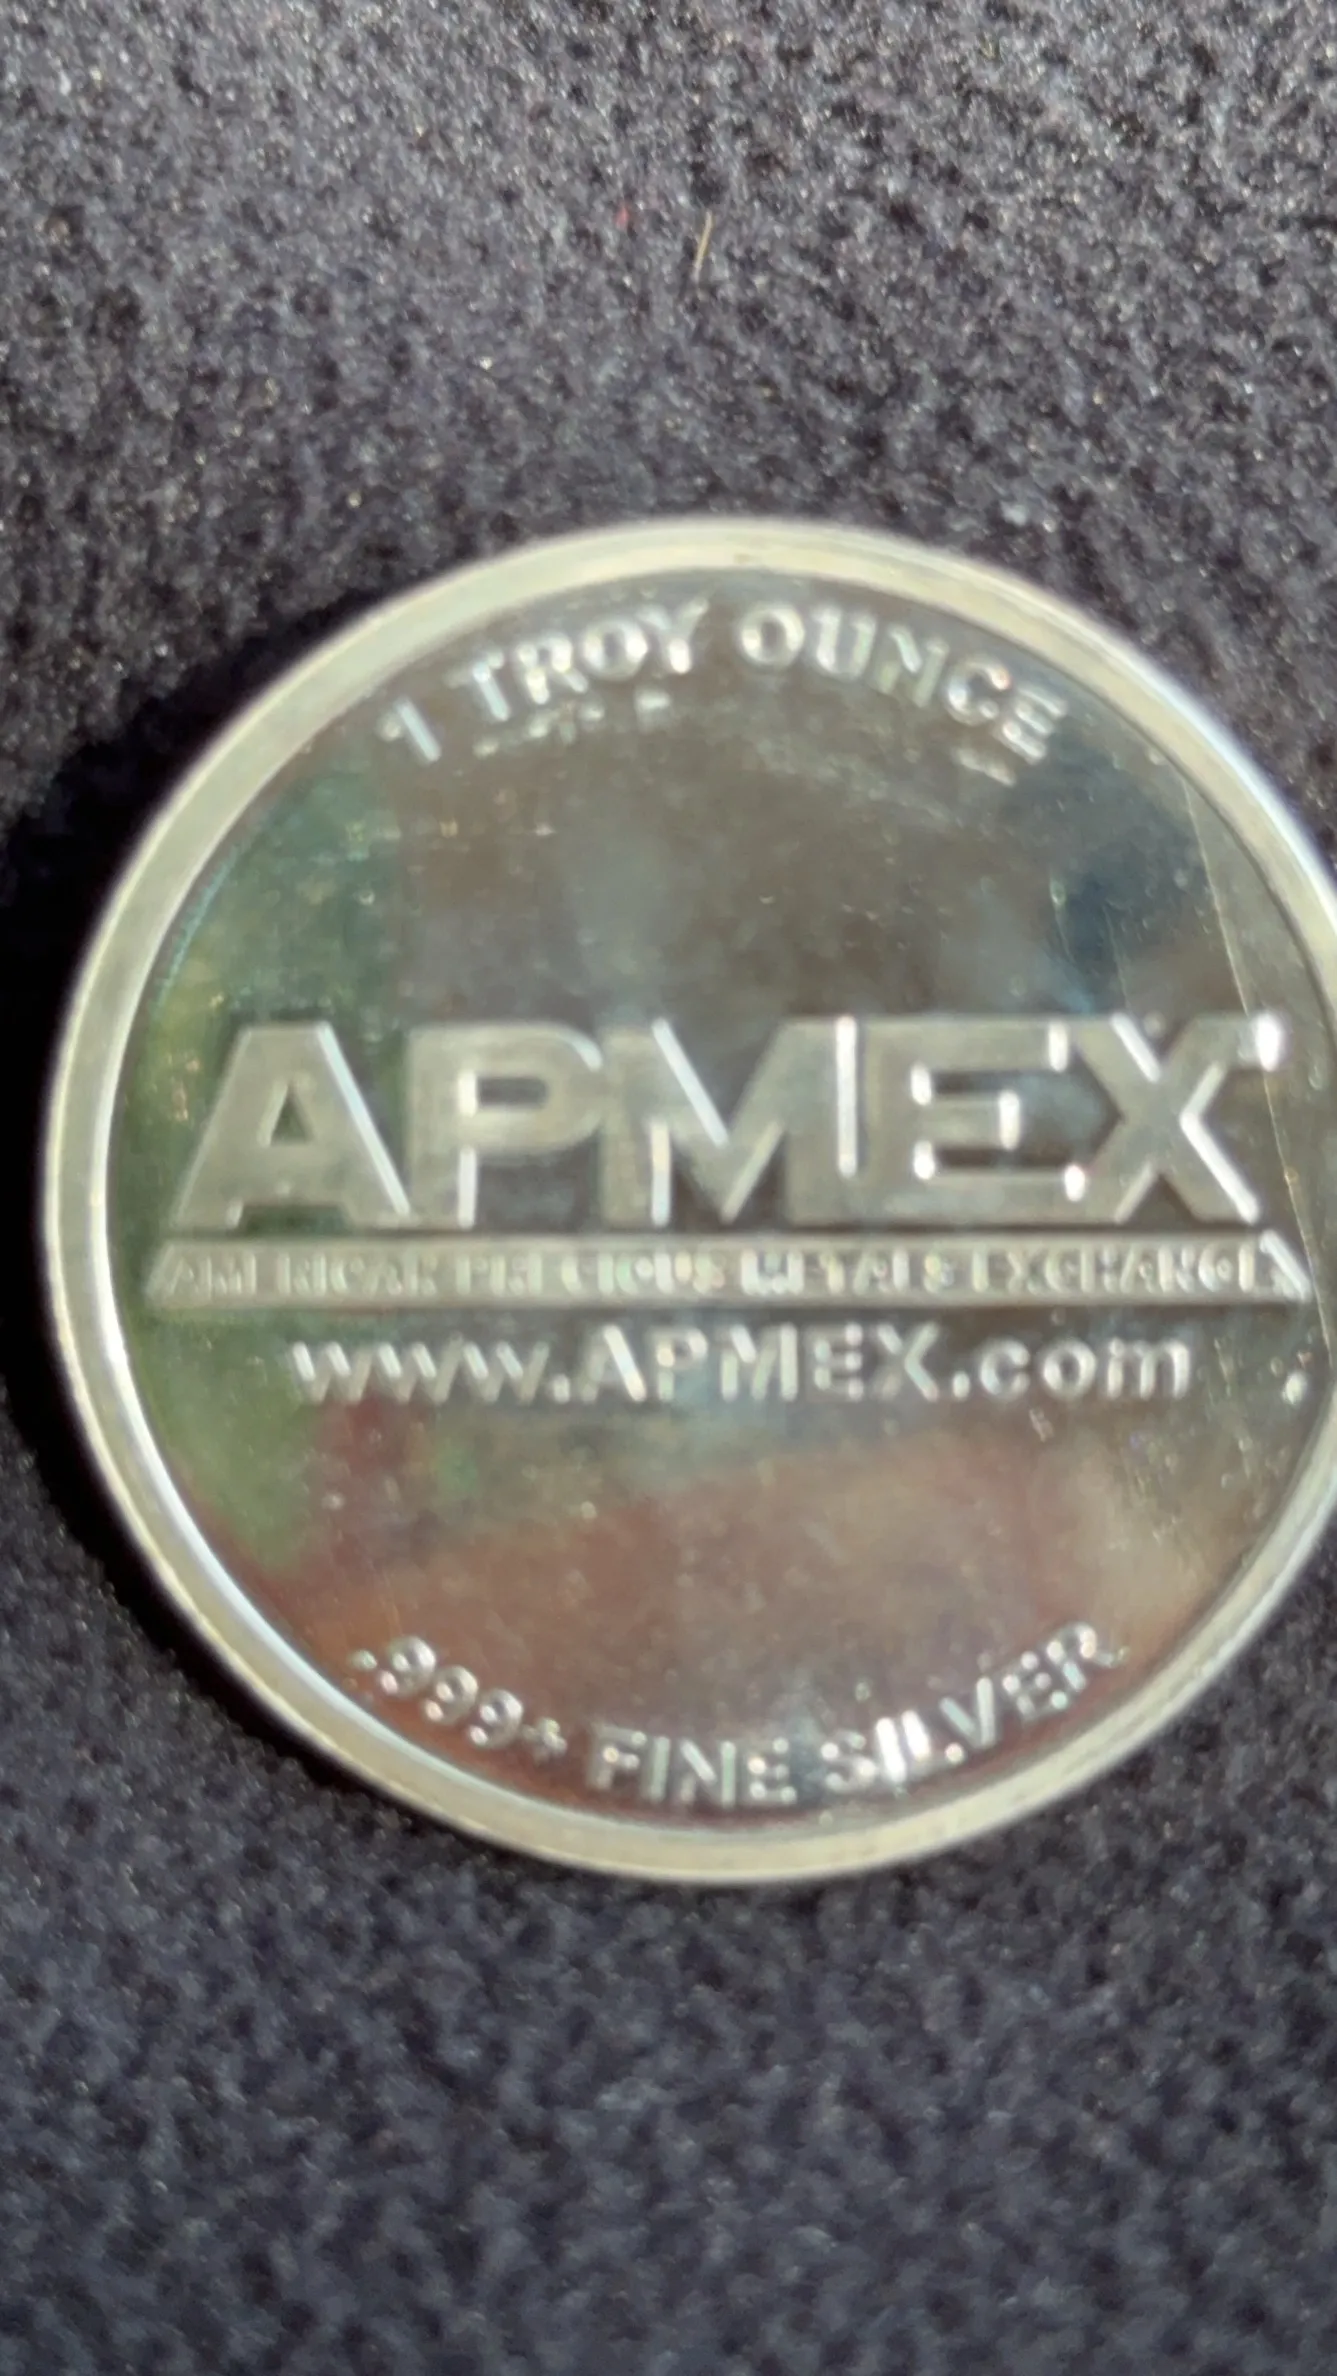 1 TROY OUNCE
APMEX
AMERICAN PRECIOUS METALS EXCHANGE
www.APMEX.com
.999+ FINE SILVER